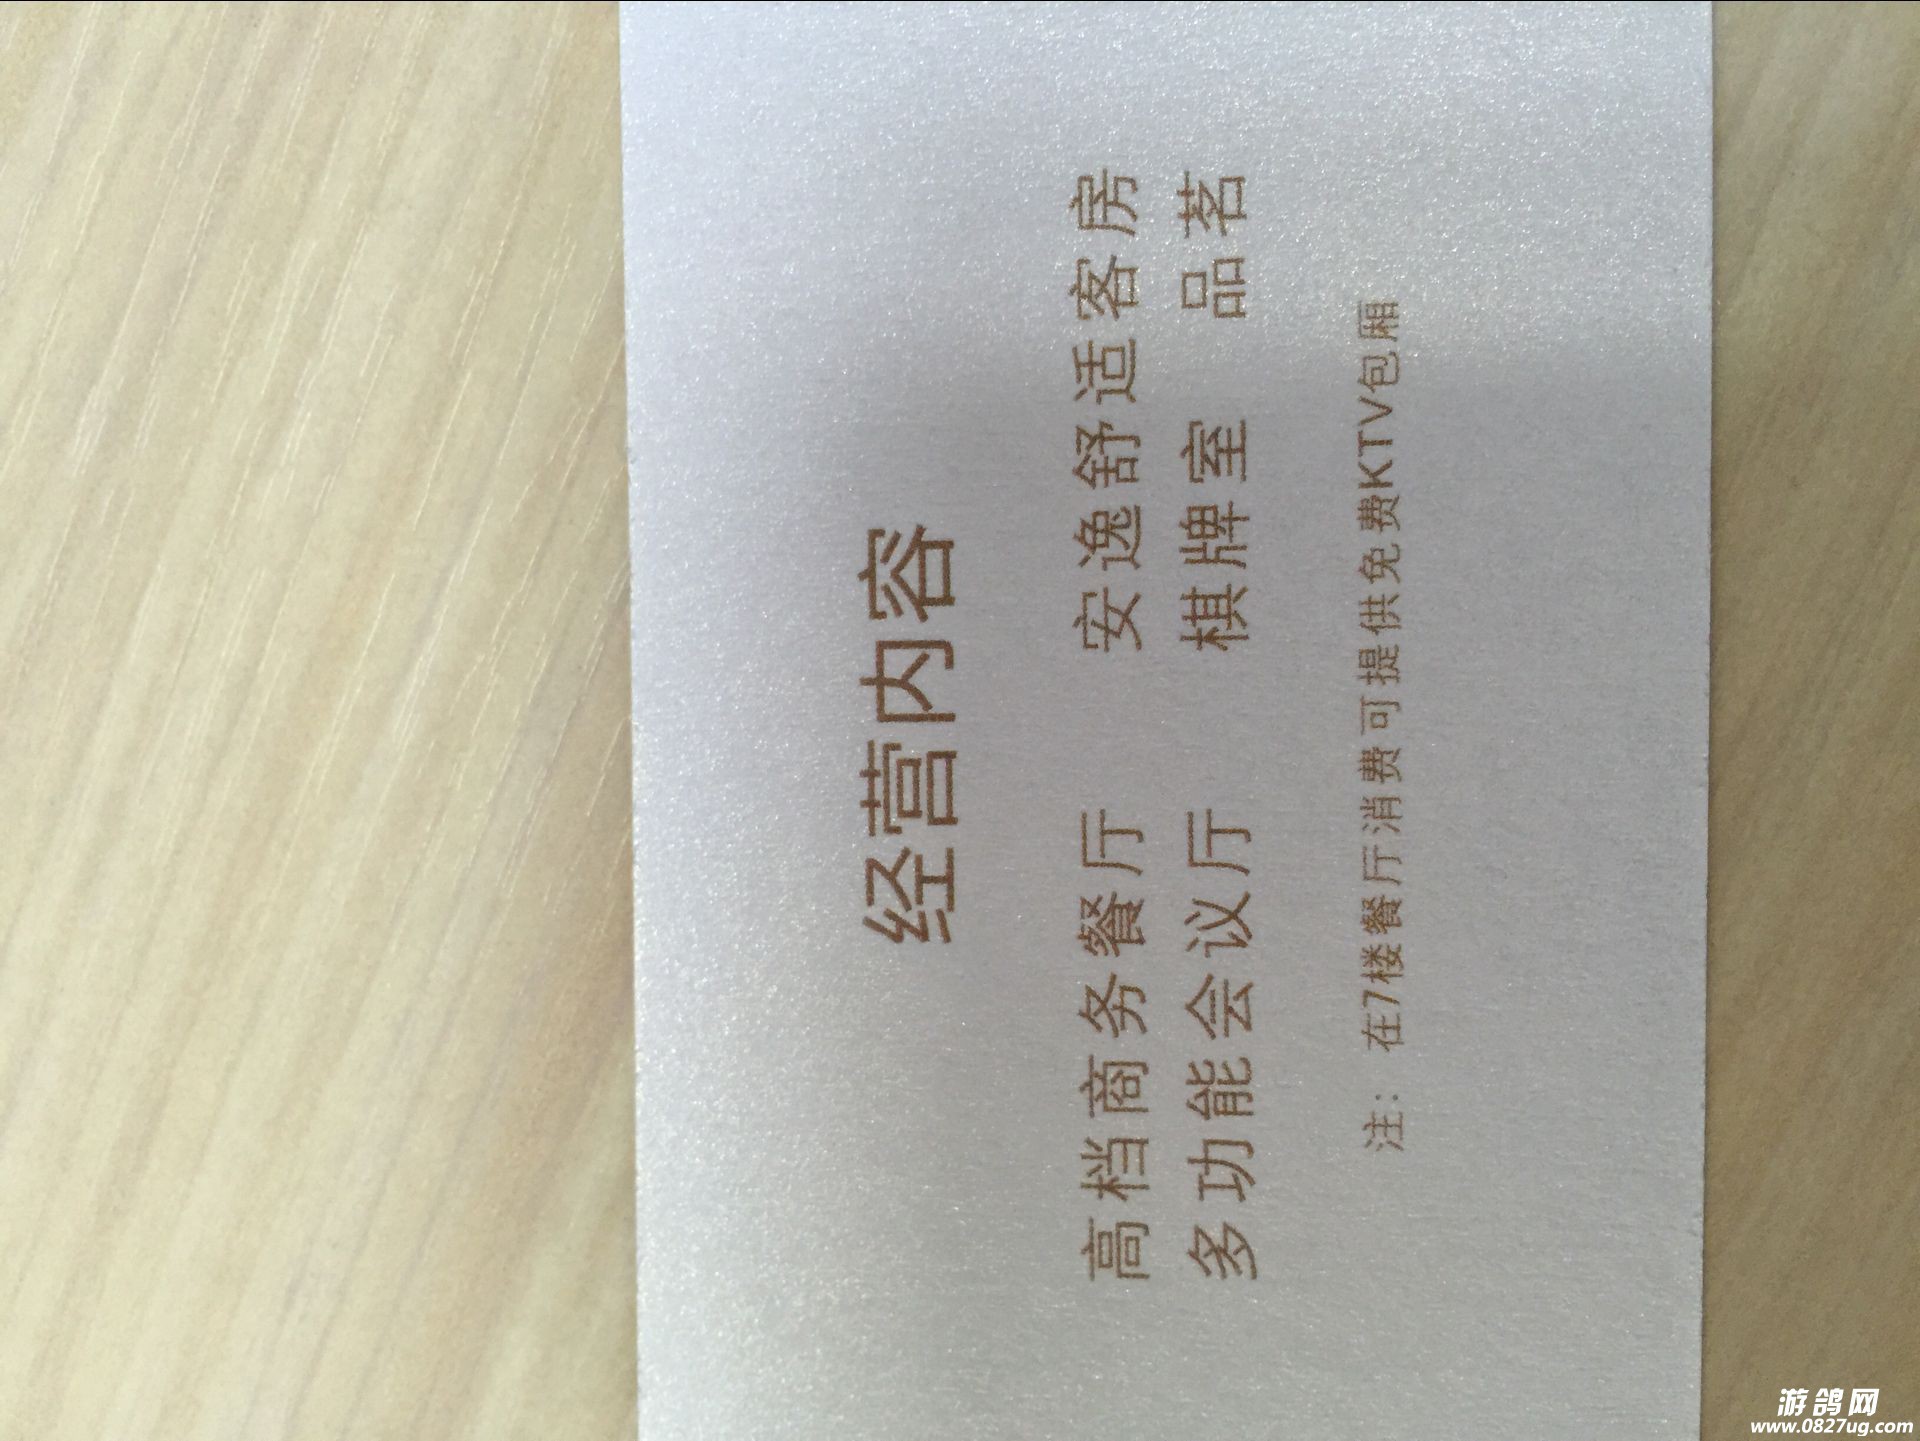 经营内容
高档商务餐厅 安逸舒适客房
多功能会议厅 棋牌室 品茗
注：在7楼餐厅消费可提供免费KTV包厢
游鸽网
www.0827ug.com